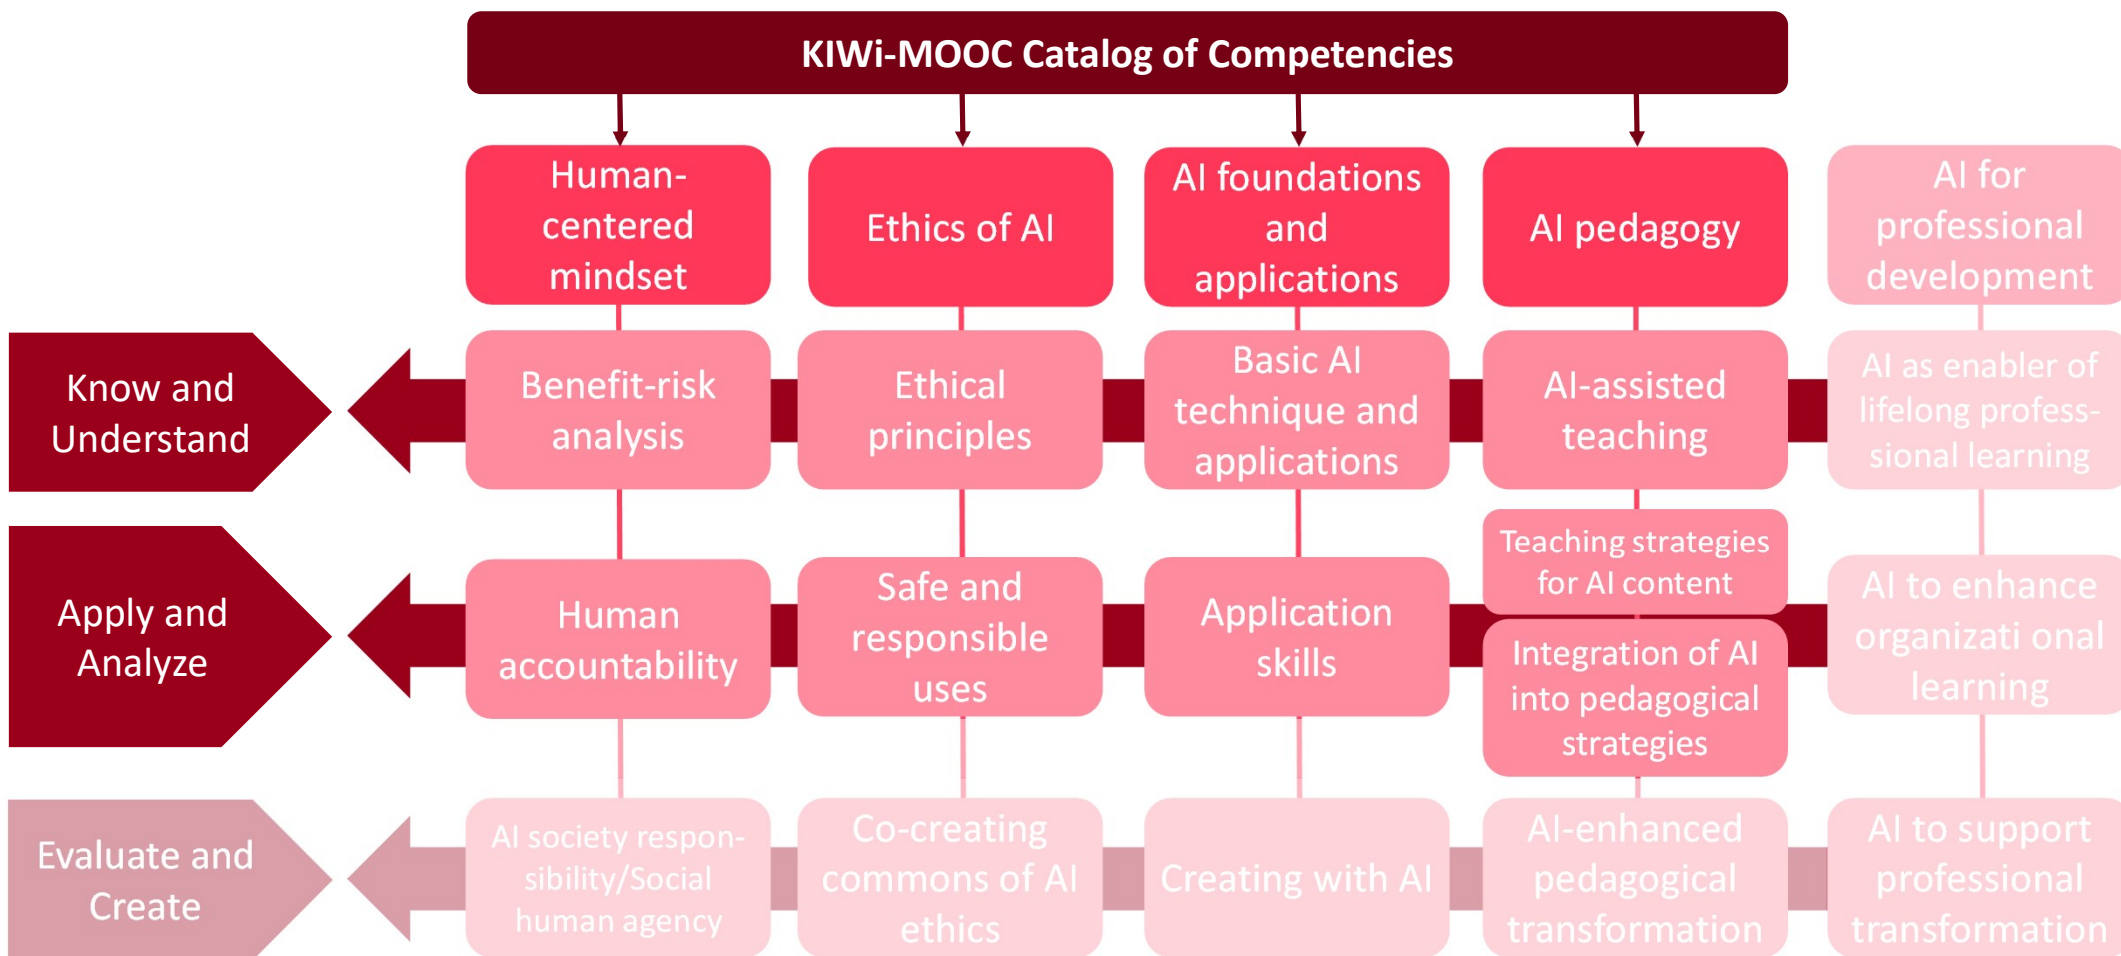 KIWi-MOOC Catalog of Competencies
Human-
centered
mindset
Ethics of AI
AI foundations
and
applications
AI pedagogy
AI for
professional
development
Know and
Understand
Benefit-risk
analysis
Ethical
principles
Basic AI
technique and
applications
AI-assisted
teaching
AI as enabler of
lifelong profess-
sional learning
Apply and
Analyze
Human
accountability
Safe and
responsible
uses
Application
skills
Teaching strategies
for AI content
Integration of AI
into pedagogical
strategies
AI to enhance
organizati onal
learning
Evaluate and
Create
AI society respon-
sibility/Social
human agency
Co-creating
commons of AI
ethics
Creating with AI
AI-enhanced
pedagogical
transformation
AI to support
professional
transformation